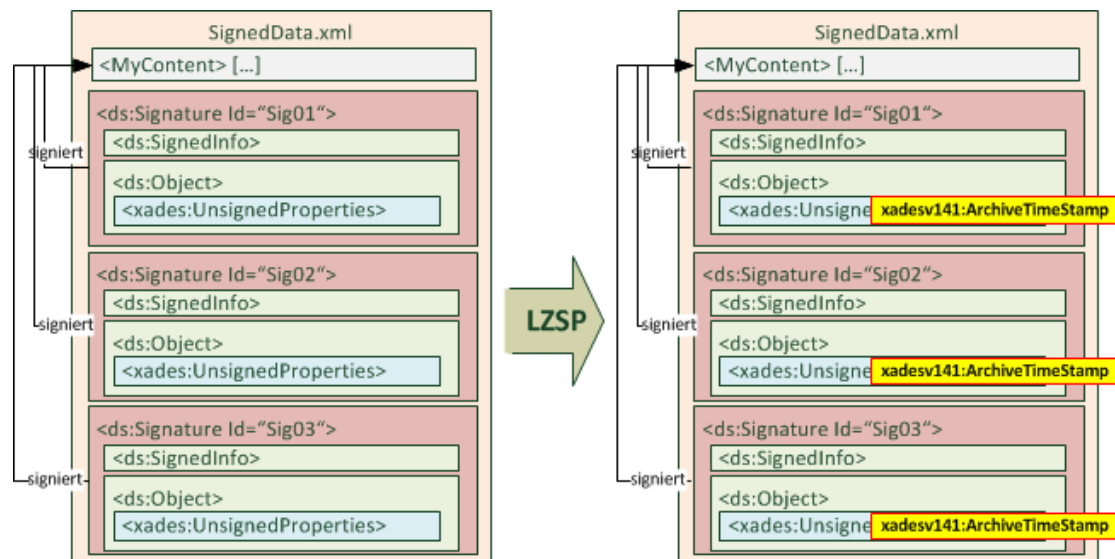 SignedData.xml
<MyContent> […]
<ds:Signature Id=“Sig01“>
<ds:SignedInfo>
signiert
<ds:Object>
<xades:UnsignedProperties>
<ds:Signature Id=“Sig02“>
<ds:SignedInfo>
signiert
<ds:Object>
<xades:UnsignedProperties>
<ds:Signature Id=“Sig03“>
<ds:SignedInfo>
signiert
<ds:Object>
<xades:UnsignedProperties>
LZSP
SignedData.xml
<MyContent> […]
<ds:Signature Id=“Sig01“>
<ds:SignedInfo>
signiert
<ds:Object>
<xades:Unsigne xadesv141:ArchiveTimeStamp
<ds:Signature Id=“Sig02“>
<ds:SignedInfo>
signiert
<ds:Object>
<xades:Unsigne xadesv141:ArchiveTimeStamp
<ds:Signature Id=“Sig03“>
<ds:SignedInfo>
signiert
<ds:Object>
<xades:Unsigne xadesv141:ArchiveTimeStamp